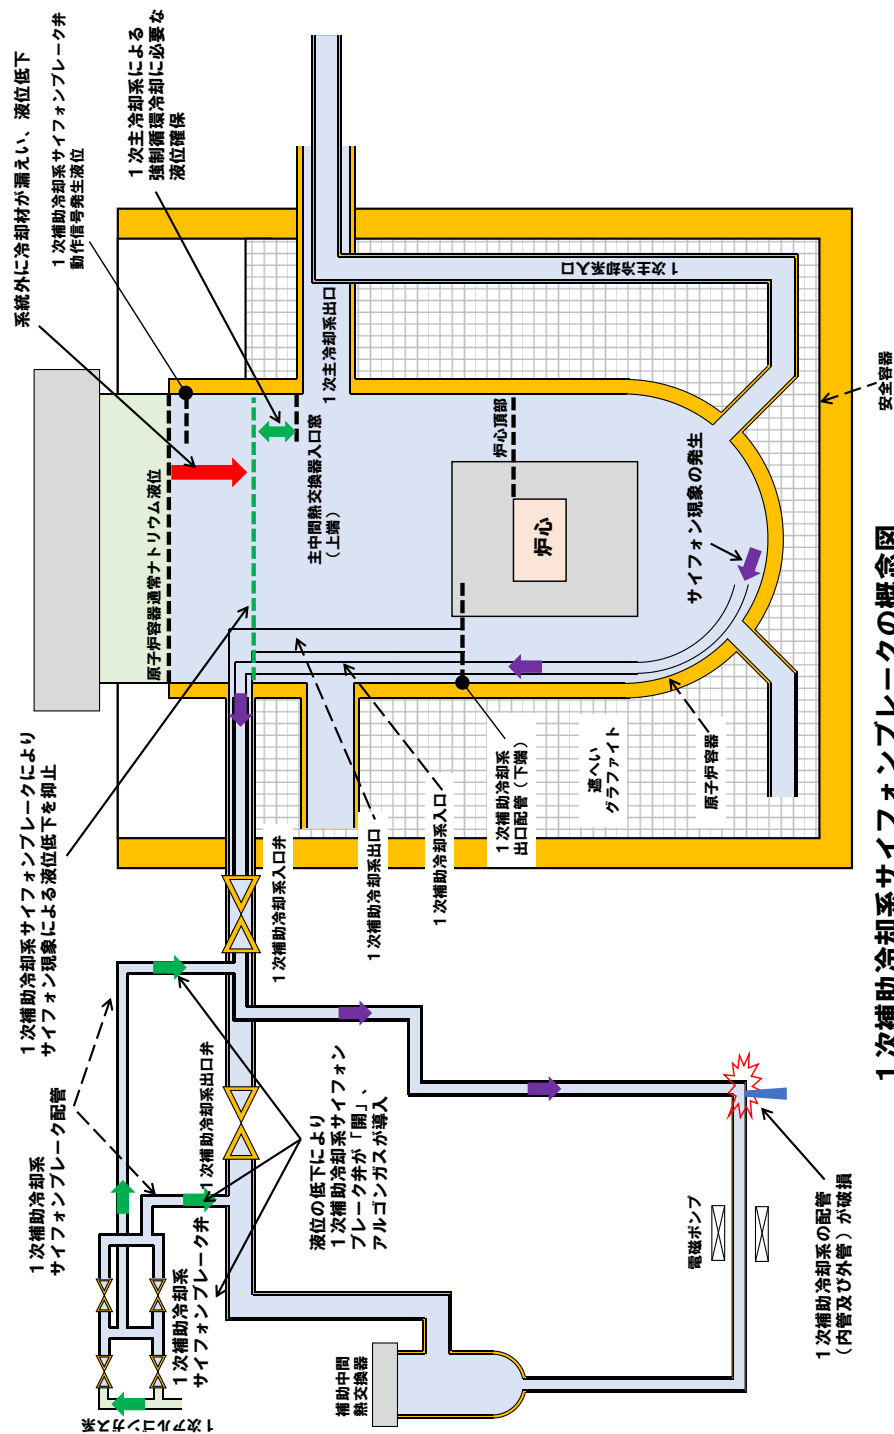 系統外に冷却材が漏えい、液位低下
1次補助冷却系サイフォンブレーク弁
動作信号発生液位
1次主冷却系による
強制循環冷却に必要な
液位確保
1次主冷却系出口
1次主冷却系入口
原子炉容器通常ナトリウム液位
主中間熱交換器入口窓
（上端）
炉心頂部
炉心
サイフォン現象の発生
安全容器
1次補助冷却系サイフォンブレークにより
サイフォン現象による液位低下を抑止
1次補助冷却系入口弁
1次補助冷却系出口
1次補助冷却系入口
1次補助冷却系
出口配管（下端）
遮へい
グラファイト
原子炉容器
1次補助冷却系
サイフォンブレーク配管
1次補助冷却系出口弁
1次補助冷却系
サイフォンブレーク弁
液位の低下により
1次補助冷却系サイフォン
ブレーク弁が「開」、
アルゴンガスが導入
1次アルゴンガス系
補助中間
熱交換器
電磁ポンプ
1次補助冷却系の配管
（内管及び外管）が破損
1次補助冷却系サイフォンブレークの概念図